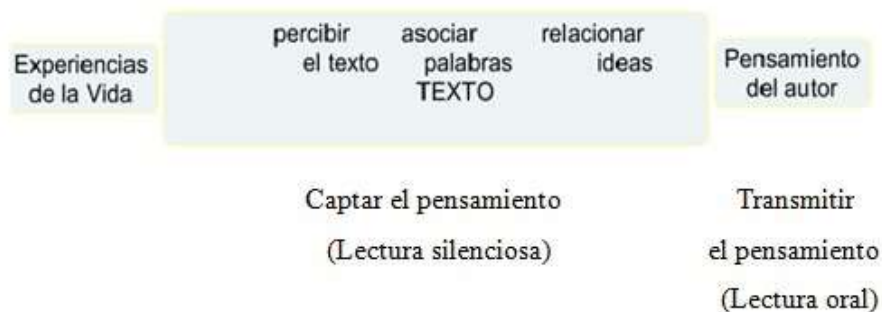 Experiencias
de la Vida
percibir asociar relacionar
el texto palabras ideas
TEXTO
Pensamiento
del autor
Captar el pensamiento
(Lectura silenciosa)
Transmitir
el pensamiento
(Lectura oral)